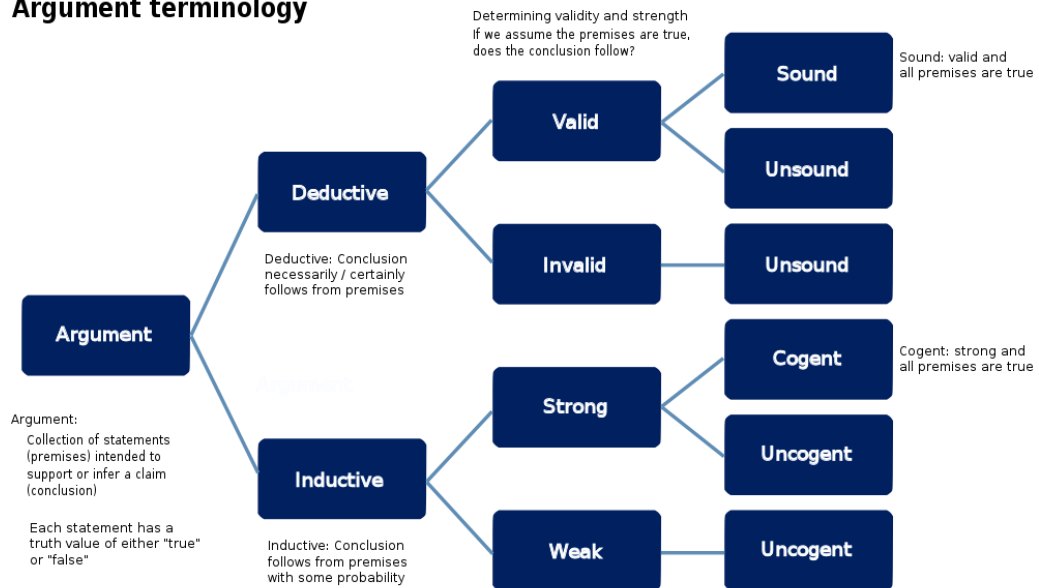 Argument terminology
Determining validity and strength
If we assume the premises are true,
does the conclusion follow?
Sound
Sound: valid and
all premises are true
Valid
Unsound
Deductive
Deductive: Conclusion
necessarily / certainly
follows from premises
Invalid
Unsound
Argument
Argument:
Collection of statements
(premises) intended to
support or infer a claim
(conclusion)
Each statement has a
truth value of either "true"
or "false"
Cogent
Cogent: strong and
all premises are true
Strong
Uncogent
Inductive
Inductive: Conclusion
follows from premises
with some probability
Weak
Uncogent